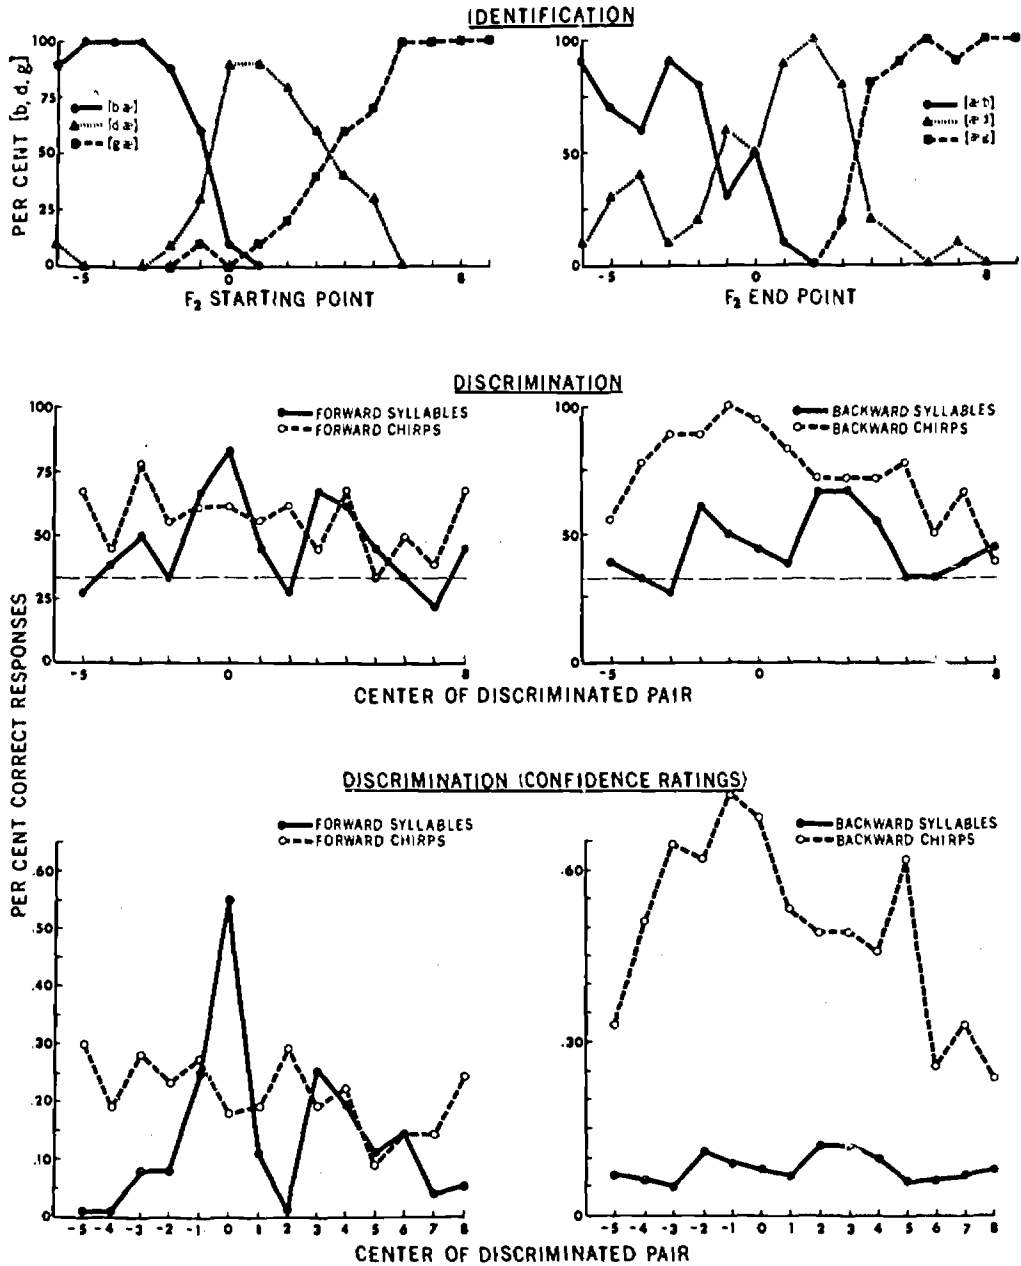 IDENTIFICATION
PER CENT [b, d, g]
100
75
50
25
0
[bæ]
[dæ]
[gæ]
-5 0 8
F2 STARTING POINT
100
50
0
[æb]
[æd]
[æg]
-5 0 8
F2 END POINT
DISCRIMINATION
PER CENT CORRECT RESPONSES
100
75
50
25
0
FORWARD SYLLABLES
FORWARD CHIRPS
-5 0 8
100
50
0
BACKWARD SYLLABLES
BACKWARD CHIRPS
-5 0 8
CENTER OF DISCRIMINATED PAIR
DISCRIMINATION (CONFIDENCE RATINGS)
FORWARD SYLLABLES
FORWARD CHIRPS
.60
.50
.40
.30
.20
.10
0
-5 -4 -3 -2 -1 0 1 2 3 4 5 6 7 8
BACKWARD SYLLABLES
BACKWARD CHIRPS
.60
.30
0
-5 -4 -3 -2 -1 0 1 2 3 4 5 6 7 8
CENTER OF DISCRIMINATED PAIR